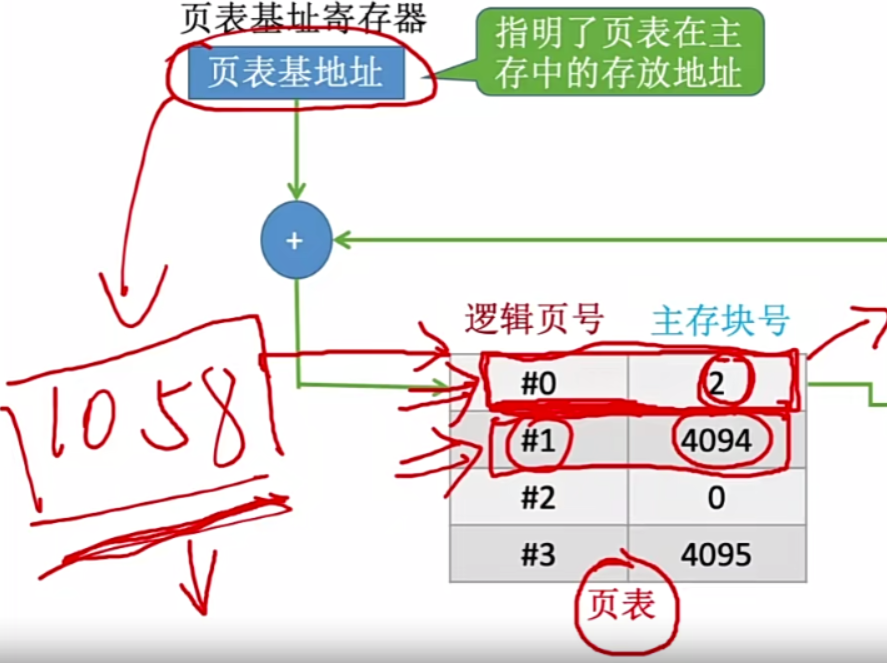 页表基址寄存器
页表基地址
指明了页表在主
存中的存放地址
+
逻辑页号 主存块号
#0 2
#1 4094
#2 0
#3 4095
页表
1058